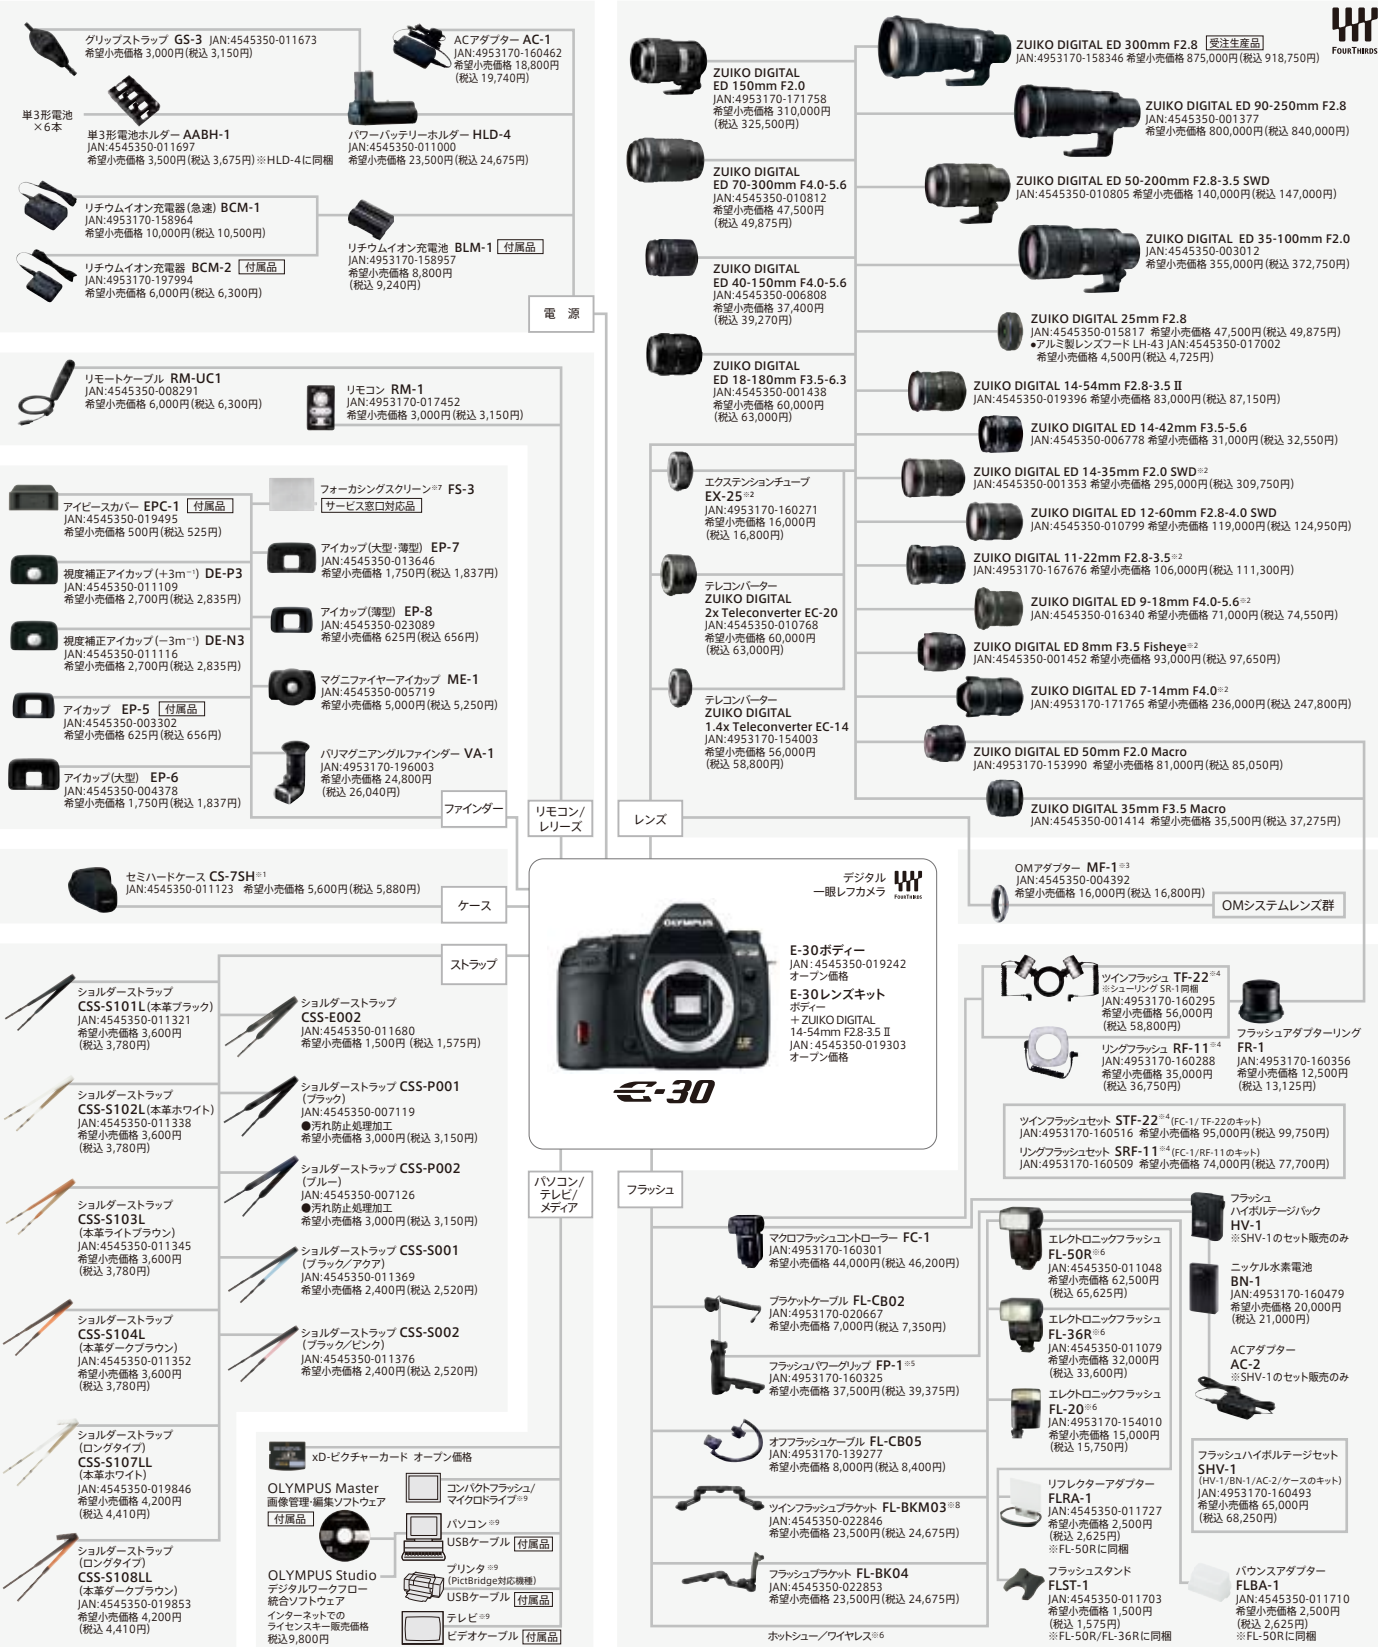 グリップストラップ GS-3 JAN:4545350-011673
希望小売価格 3,000円(税込 3,150円)
ACアダプター AC-1
JAN:4953170-160462
希望小売価格 18,800円
(税込 19,740円)
単3形電池
×6本
単3形電池ホルダー AABH-1
JAN:4545350-011697
希望小売価格 3,500円(税込 3,675円)※HLD-4に同梱
パワーバッテリーホルダー HLD-4
JAN:4545350-011000
希望小売価格 23,500円(税込 24,675円)
リチウムイオン充電器(急速) BCM-1
JAN:4953170-158964
希望小売価格 10,000円(税込 10,500円)
リチウムイオン充電器 BCM-2 付属品
JAN:4953170-197994
希望小売価格 6,000円(税込 6,300円)
リチウムイオン充電池 BLM-1 付属品
JAN:4953170-158957
希望小売価格 8,800円
(税込 9,240円)
電 源
リモートケーブル RM-UC1
JAN:4545350-008291
希望小売価格 6,000円(税込 6,300円)
リモコン RM-1
JAN:4953170-017452
希望小売価格 3,000円(税込 3,150円)
アイピースカバー EPC-1 付属品
JAN:4545350-019495
希望小売価格 500円(税込 525円)
視度補正アイカップ(+3m⁻¹) DE-P3
JAN:4545350-011109
希望小売価格 2,700円(税込 2,835円)
視度補正アイカップ(−3m⁻¹) DE-N3
JAN:4545350-011116
希望小売価格 2,700円(税込 2,835円)
アイカップ EP-5 付属品
JAN:4545350-003302
希望小売価格 625円(税込 656円)
アイカップ(大型) EP-6
JAN:4545350-004378
希望小売価格 1,750円(税込 1,837円)
フォーカシングスクリーン※7 FS-3
サービス窓口対応品
アイカップ(大型・薄型) EP-7
JAN:4545350-013646
希望小売価格 1,750円(税込 1,837円)
アイカップ(薄型) EP-8
JAN:4545350-023089
希望小売価格 625円(税込 656円)
マグニファイヤーアイカップ ME-1
JAN:4545350-005719
希望小売価格 5,000円(税込 5,250円)
バリマグニアングルファインダー VA-1
JAN:4953170-196003
希望小売価格 24,800円
(税込 26,040円)
ファインダー
リモコン/
レリーズ
セミハードケース CS-7SH※1
JAN:4545350-011123 希望小売価格 5,600円(税込 5,880円)
ケース
ストラップ
ショルダーストラップ
CSS-S101L(本革ブラック)
JAN:4545350-011321
希望小売価格 3,600円
(税込 3,780円)
ショルダーストラップ
CSS-S102L(本革ホワイト)
JAN:4545350-011338
希望小売価格 3,600円
(税込 3,780円)
ショルダーストラップ
CSS-S103L
(本革ライトブラウン)
JAN:4545350-011345
希望小売価格 3,600円
(税込 3,780円)
ショルダーストラップ
CSS-S104L
(本革ダークブラウン)
JAN:4545350-011352
希望小売価格 3,600円
(税込 3,780円)
ショルダーストラップ
(ロングタイプ)
CSS-S107LL
(本革ホワイト)
JAN:4545350-019846
希望小売価格 4,200円
(税込 4,410円)
ショルダーストラップ
(ロングタイプ)
CSS-S108LL
(本革ダークブラウン)
JAN:4545350-019853
希望小売価格 4,200円
(税込 4,410円)
ショルダーストラップ
CSS-E002
JAN:4545350-011680
希望小売価格 1,500円 (税込 1,575円)
ショルダーストラップ CSS-P001
(ブラック)
JAN:4545350-007119
●汚れ防止処理加工
希望小売価格 3,000円(税込 3,150円)
ショルダーストラップ CSS-P002
(ブルー)
JAN:4545350-007126
●汚れ防止処理加工
希望小売価格 3,000円(税込 3,150円)
ショルダーストラップ CSS-S001
(ブラック/アクア)
JAN:4545350-011369
希望小売価格 2,400円(税込 2,520円)
ショルダーストラップ CSS-S002
(ブラック/ピンク)
JAN:4545350-011376
希望小売価格 2,400円(税込 2,520円)
FOURTHIRDS
ZUIKO DIGITAL
ED 150mm F2.0
JAN:4953170-171758
希望小売価格 310,000円
(税込 325,500円)
ZUIKO DIGITAL
ED 70-300mm F4.0-5.6
JAN:4545350-010812
希望小売価格 47,500円
(税込 49,875円)
ZUIKO DIGITAL
ED 40-150mm F4.0-5.6
JAN:4545350-006808
希望小売価格 37,400円
(税込 39,270円)
ZUIKO DIGITAL
ED 18-180mm F3.5-6.3
JAN:4545350-001438
希望小売価格 60,000円
(税込 63,000円)
エクステンションチューブ
EX-25※2
JAN:4953170-160271
希望小売価格 16,000円
(税込 16,800円)
テレコンバーター
ZUIKO DIGITAL
2x Teleconverter EC-20
JAN:4545350-010768
希望小売価格 60,000円
(税込 63,000円)
テレコンバーター
ZUIKO DIGITAL
1.4x Teleconverter EC-14
JAN:4953170-154003
希望小売価格 56,000円
(税込 58,800円)
レンズ
ZUIKO DIGITAL ED 300mm F2.8 受注生産品
JAN:4953170-158346 希望小売価格 875,000円(税込 918,750円)
ZUIKO DIGITAL ED 90-250mm F2.8
JAN:4545350-001377
希望小売価格 800,000円(税込 840,000円)
ZUIKO DIGITAL ED 50-200mm F2.8-3.5 SWD
JAN:4545350-010805 希望小売価格 140,000円(税込 147,000円)
ZUIKO DIGITAL ED 35-100mm F2.0
JAN:4545350-003012
希望小売価格 355,000円(税込 372,750円)
ZUIKO DIGITAL 25mm F2.8
JAN:4545350-015817 希望小売価格 47,500円(税込 49,875円)
●アルミ製レンズフード LH-43 JAN:4545350-017002
希望小売価格 4,500円(税込 4,725円)
ZUIKO DIGITAL 14-54mm F2.8-3.5 Ⅱ
JAN:4545350-019396 希望小売価格 83,000円(税込 87,150円)
ZUIKO DIGITAL ED 14-42mm F3.5-5.6
JAN:4545350-006778 希望小売価格 31,000円(税込 32,550円)
ZUIKO DIGITAL ED 14-35mm F2.0 SWD※2
JAN:4545350-001353 希望小売価格 295,000円(税込 309,750円)
ZUIKO DIGITAL ED 12-60mm F2.8-4.0 SWD
JAN:4545350-010799 希望小売価格 119,000円(税込 124,950円)
ZUIKO DIGITAL 11-22mm F2.8-3.5※2
JAN:4953170-167676 希望小売価格 106,000円(税込 111,300円)
ZUIKO DIGITAL ED 9-18mm F4.0-5.6※2
JAN:4545350-016340 希望小売価格 71,000円(税込 74,550円)
ZUIKO DIGITAL ED 8mm F3.5 Fisheye※2
JAN:4545350-001452 希望小売価格 93,000円(税込 97,650円)
ZUIKO DIGITAL ED 7-14mm F4.0※2
JAN:4953170-171765 希望小売価格 236,000円(税込 247,800円)
ZUIKO DIGITAL ED 50mm F2.0 Macro
JAN:4953170-153990 希望小売価格 81,000円(税込 85,050円)
ZUIKO DIGITAL 35mm F3.5 Macro
JAN:4545350-001414 希望小売価格 35,500円(税込 37,275円)
OMアダプター MF-1※3
JAN:4545350-004392
希望小売価格 16,000円(税込 16,800円)
OMシステムレンズ群
デジタル
一眼レフカメラ
FOURTHIRDS
OLYMPUS
E-30ボディー
JAN: 4545350-019242
オープン価格
E-30レンズキット
ボディー
+ ZUIKO DIGITAL
14-54mm F2.8-3.5 Ⅱ
JAN : 4545350-019303
オープン価格
E-30
ツインフラッシュ TF-22※4
※シューリング SR-1同梱
JAN:4953170-160295
希望小売価格 56,000円
(税込 58,800円)
リングフラッシュ RF-11※4
JAN:4953170-160288
希望小売価格 35,000円
(税込 36,750円)
フラッシュアダプターリング
FR-1
JAN:4953170-160356
希望小売価格 12,500円
(税込 13,125円)
ツインフラッシュセット STF-22※4(FC-1/ TF-22のキット)
JAN:4953170-160516 希望小売価格 95,000円(税込 99,750円)
リングフラッシュセット SRF-11※4(FC-1/RF-11のキット)
JAN:4953170-160509 希望小売価格 74,000円(税込 77,700円)
パソコン/
テレビ/
メディア
フラッシュ
マクロフラッシュコントローラー FC-1
JAN:4953170-160301
希望小売価格 44,000円(税込 46,200円)
ブラケットケーブル FL-CB02
JAN:4953170-020667
希望小売価格 7,000円(税込 7,350円)
フラッシュパワーグリップ FP-1※5
JAN:4953170-160325
希望小売価格 37,500円(税込 39,375円)
オフフラッシュケーブル FL-CB05
JAN:4953170-139277
希望小売価格 8,000円(税込 8,400円)
ツインフラッシュブラケット FL-BKM03※8
JAN:4545350-022846
希望小売価格 23,500円(税込 24,675円)
フラッシュブラケット FL-BK04
JAN:4545350-022853
希望小売価格 23,500円(税込 24,675円)
ホットシュー/ワイヤレス※6
エレクトロニックフラッシュ
FL-50R※6
JAN:4545350-011048
希望小売価格 62,500円
(税込 65,625円)
エレクトロニックフラッシュ
FL-36R※6
JAN:4545350-011079
希望小売価格 32,000円
(税込 33,600円)
エレクトロニックフラッシュ
FL-20※6
JAN:4953170-154010
希望小売価格 15,000円
(税込 15,750円)
リフレクターアダプター
FLRA-1
JAN:4545350-011727
希望小売価格 2,500円
(税込 2,625円)
※FL-50Rに同梱
フラッシュスタンド
FLST-1
JAN:4545350-011703
希望小売価格 1,500円
(税込 1,575円)
※FL-50R/FL-36Rに同梱
フラッシュ
ハイボルテージパック
HV-1
※SHV-1のセット販売のみ
ニッケル水素電池
BN-1
JAN:4953170-160479
希望小売価格 20,000円
(税込 21,000円)
ACアダプター
AC-2
※SHV-1のセット販売のみ
フラッシュハイボルテージセット
SHV-1
(HV-1/BN-1/AC-2/ケースのキット)
JAN:4953170-160493
希望小売価格 65,000円
(税込 68,250円)
バウンスアダプター
FLBA-1
JAN:4545350-011710
希望小売価格 2,500円
(税込 2,625円)
※FL-50Rに同梱
xD-ピクチャーカード オープン価格
OLYMPUS Master
画像管理・編集ソフトウェア
付属品
OLYMPUS Studio
デジタルワークフロー
統合ソフトウェア
インターネットでの
ライセンスキー販売価格
税込9,800円
コンパクトフラッシュ/
マイクロドライブ※9
パソコン※9
USBケーブル 付属品
プリンタ※9
(PictBridge対応機種)
USBケーブル 付属品
テレビ※9
ビデオケーブル 付属品